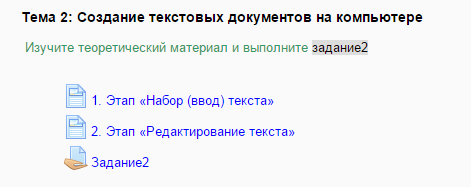 Тема 2: Создание текстовых документов на компьютере
Изучите теоретический материал и выполните задание2
1. Этап «Набор (ввод) текста»
2. Этап «Редактирование текста»
Задание2